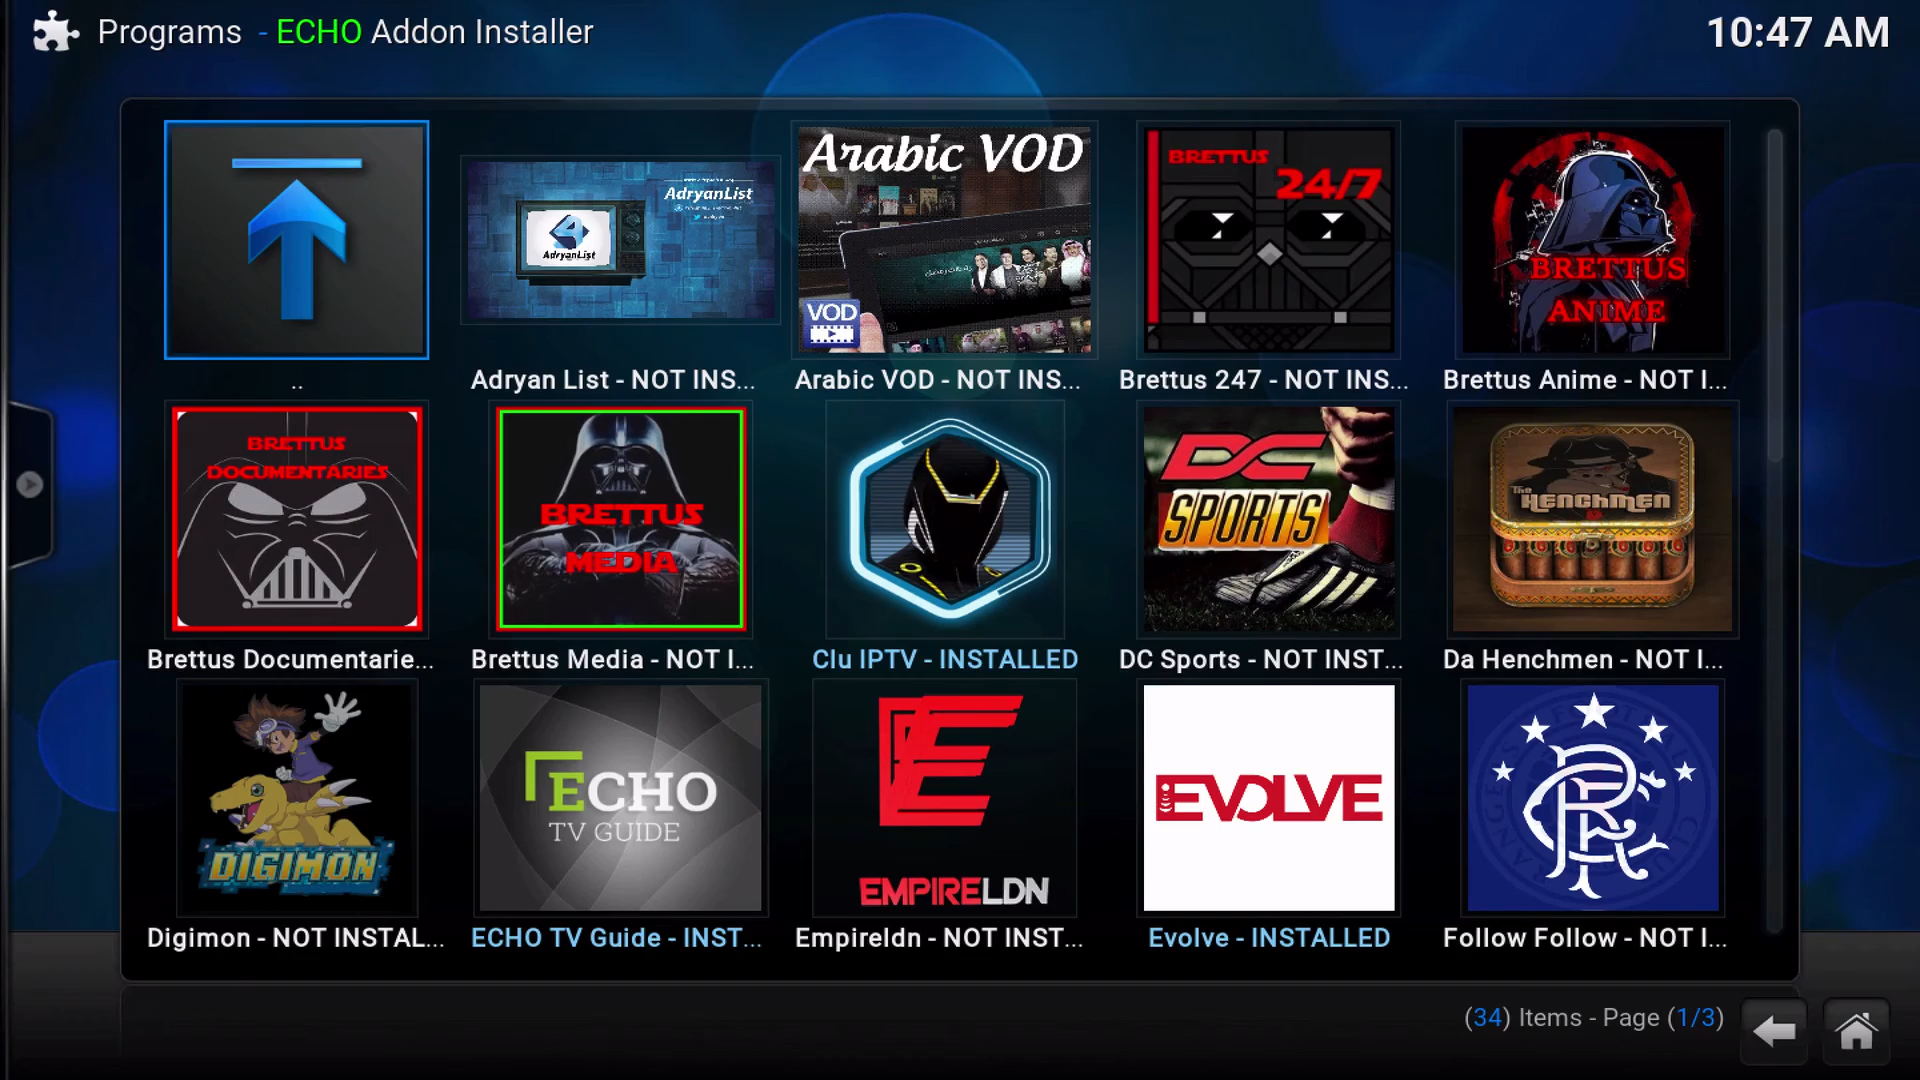 Programs - ECHO Addon Installer
10:47 AM
..
AdryanList
AdryanList
Adryan List - NOT INS...
Arabic VOD
VOD
Arabic VOD - NOT INS...
BRETTUS
24/7
Brettus 247 - NOT INS...
BRETTUS
ANIME
Brettus Anime - NOT I...
BRETTUS
DOCUMENTARIES
Brettus Documentarie...
BRETTUS
MEDIA
Brettus Media - NOT I...
Clu IPTV - INSTALLED
DC
SPORTS
DC Sports - NOT INST...
The
HENCHMEN
Da Henchmen - NOT I...
DIGIMON
Digimon - NOT INSTAL...
ECHO
TV GUIDE
ECHO TV Guide - INST...
E
EMPIRELDN
Empireldn - NOT INST...
EVOLVE
Evolve - INSTALLED
Follow Follow - NOT I...
(34) Items - Page (1/3)